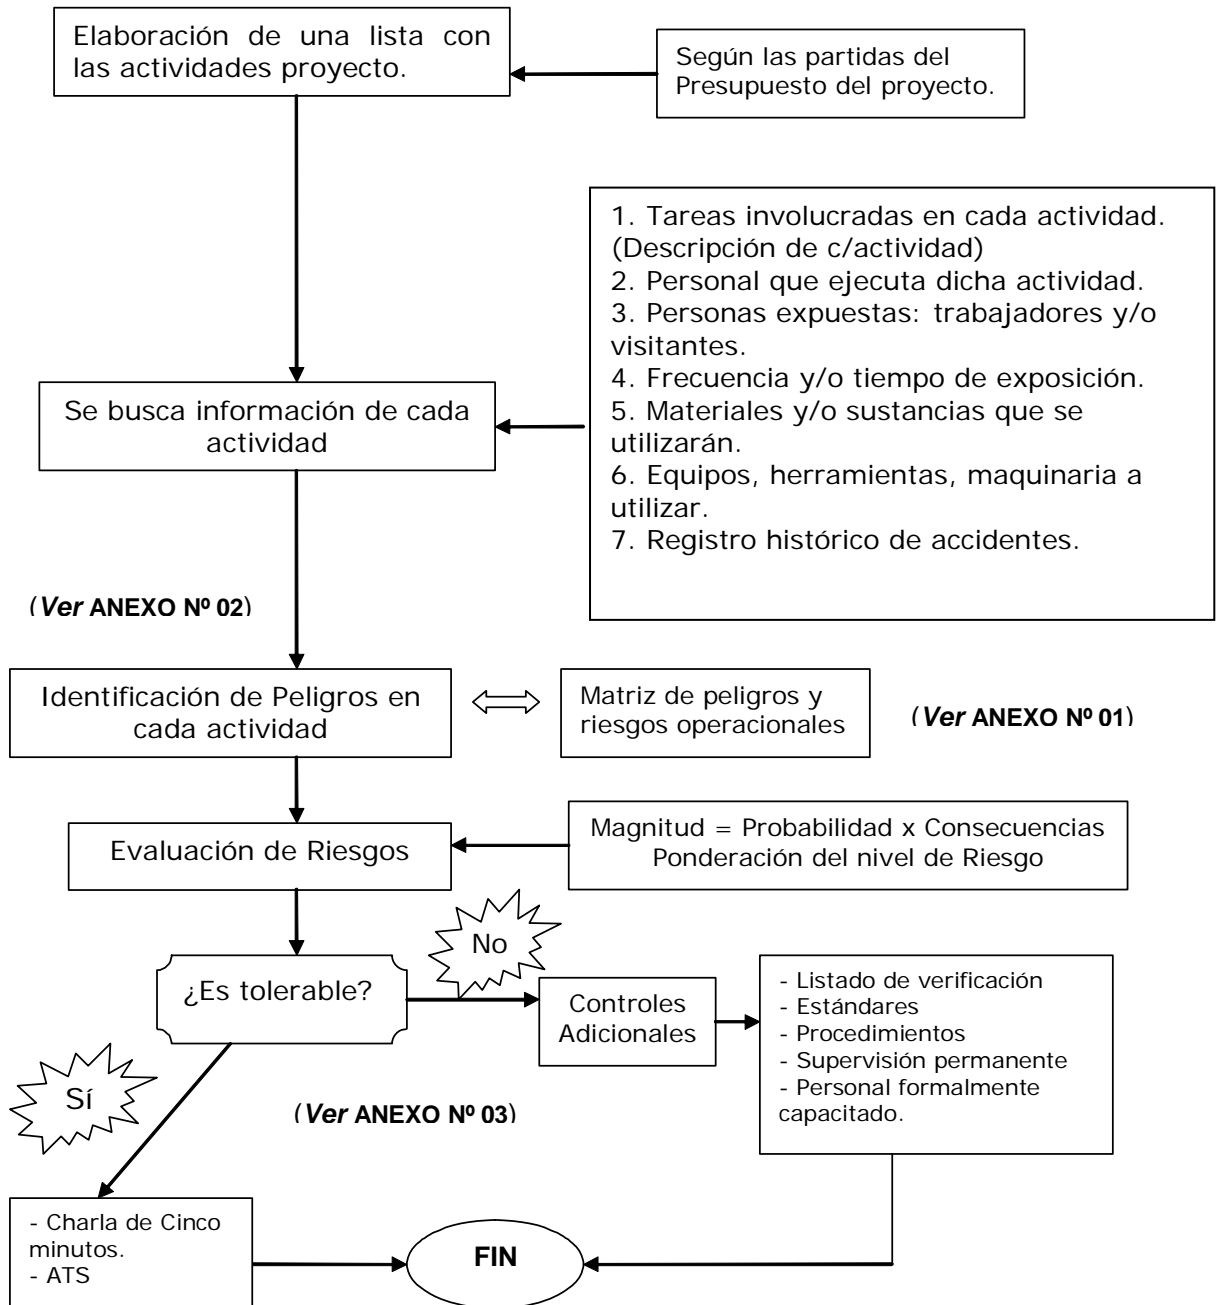 Elaboración de una lista con
las actividades proyecto.
Según las partidas del
Presupuesto del proyecto.
1. Tareas involucradas en cada actividad.
(Descripción de c/actividad)
2. Personal que ejecuta dicha actividad.
3. Personas expuestas: trabajadores y/o
visitantes.
4. Frecuencia y/o tiempo de exposición.
5. Materiales y/o sustancias que se
utilizarán.
6. Equipos, herramientas, maquinaria a
utilizar.
7. Registro histórico de accidentes.
Se busca información de cada
actividad
(Ver ANEXO Nº 02)
Identificación de Peligros en
cada actividad
Matriz de peligros y
riesgos operacionales
(Ver ANEXO Nº 01)
Evaluación de Riesgos
Magnitud = Probabilidad x Consecuencias
Ponderación del nivel de Riesgo
¿Es tolerable?
No
Controles
Adicionales
- Listado de verificación
- Estándares
- Procedimientos
- Supervisión permanente
- Personal formalmente
capacitado.
Sí
(Ver ANEXO Nº 03)
- Charla de Cinco
minutos.
- ATS
FIN